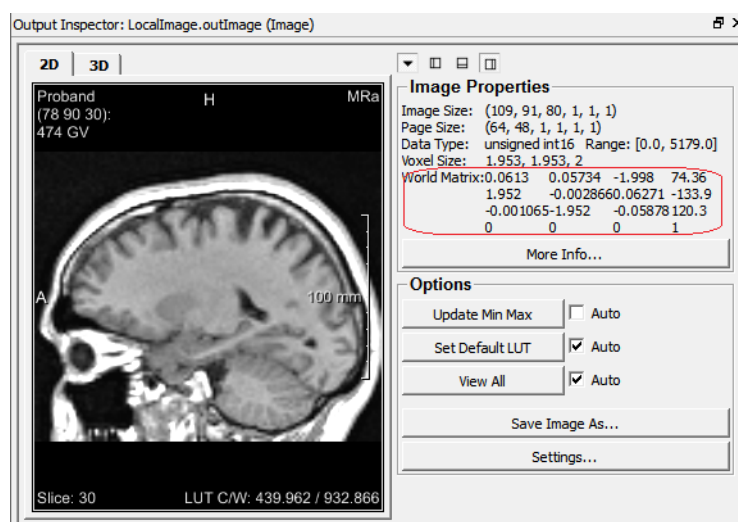 Output Inspector: LocalImage.outImage (Image)
2D 3D
Proband
(78 90 30):
474 GV
H
MRa
A
100 mm
Slice: 30
LUT C/W: 439.962 / 932.866
Image Properties
Image Size: (109, 91, 80, 1, 1, 1)
Page Size: (64, 48, 1, 1, 1, 1)
Data Type: unsigned int16 Range: [0.0, 5179.0]
Voxel Size: 1.953, 1.953, 2
World Matrix:0.0613 0.05734 -1.998 74.36
1.952 -0.0028660.06271 -133.9
-0.001065-1.952 -0.05878 120.3
0 0 0 1
More Info...
Options
Update Min Max Auto
Set Default LUT Auto
View All Auto
Save Image As...
Settings...